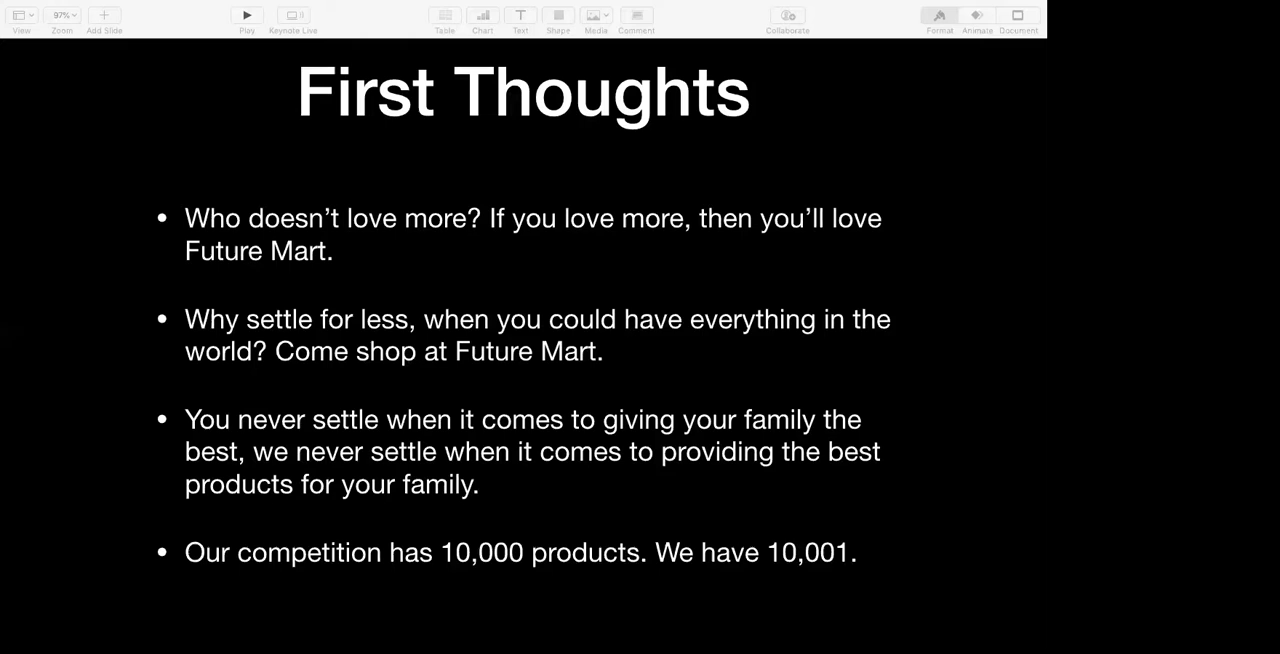 View
97%
Zoom
Add Slide
Play
Keynote Live
Table
Chart
Text
Shape
Media
Comment
Collaborate
Format
Animate
Document
First Thoughts
• Who doesn’t love more? If you love more, then you’ll love
Future Mart.
• Why settle for less, when you could have everything in the
world? Come shop at Future Mart.
• You never settle when it comes to giving your family the
best, we never settle when it comes to providing the best
products for your family.
• Our competition has 10,000 products. We have 10,001.